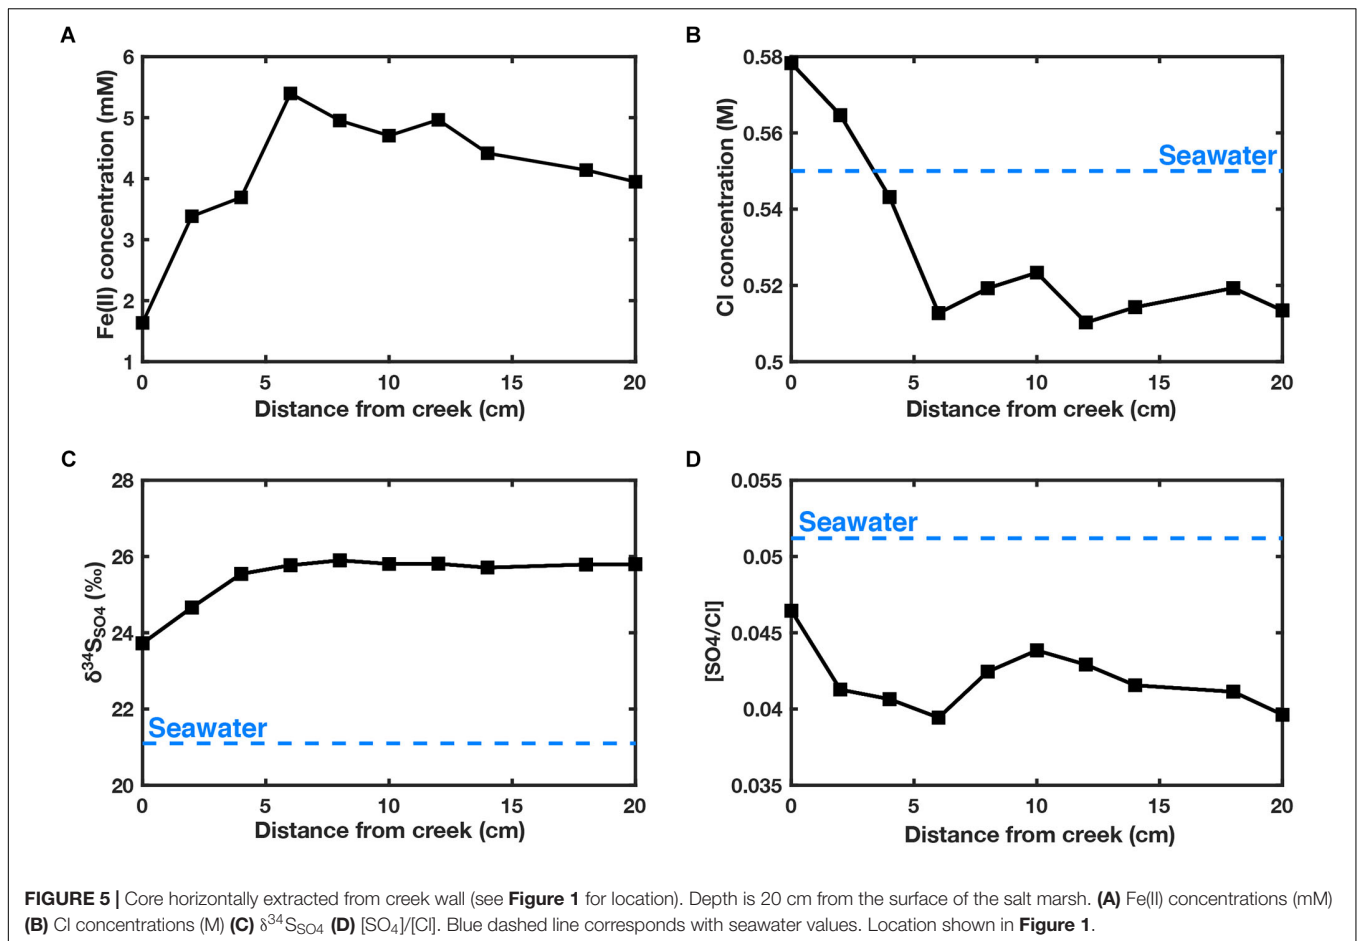 A
Fe(II) concentration (mM)
6
5
4
3
2
1
0 5 10 15 20
Distance from creek (cm)
B
Cl concentration (M)
0.58
0.56
0.54
0.52
0.5
Seawater
0 5 10 15 20
Distance from creek (cm)
C
δ34SSO4 (‰)
28
26
24
22
20
Seawater
0 5 10 15 20
Distance from creek (cm)
D
[SO4/Cl]
0.055
0.05
0.045
0.04
0.035
Seawater
0 5 10 15 20
Distance from creek (cm)
FIGURE 5 | Core horizontally extracted from creek wall (see Figure 1 for location). Depth is 20 cm from the surface of the salt marsh. (A) Fe(II) concentrations (mM)
(B) Cl concentrations (M) (C) δ34SSO4 (D) [SO4]/[Cl]. Blue dashed line corresponds with seawater values. Location shown in Figure 1.